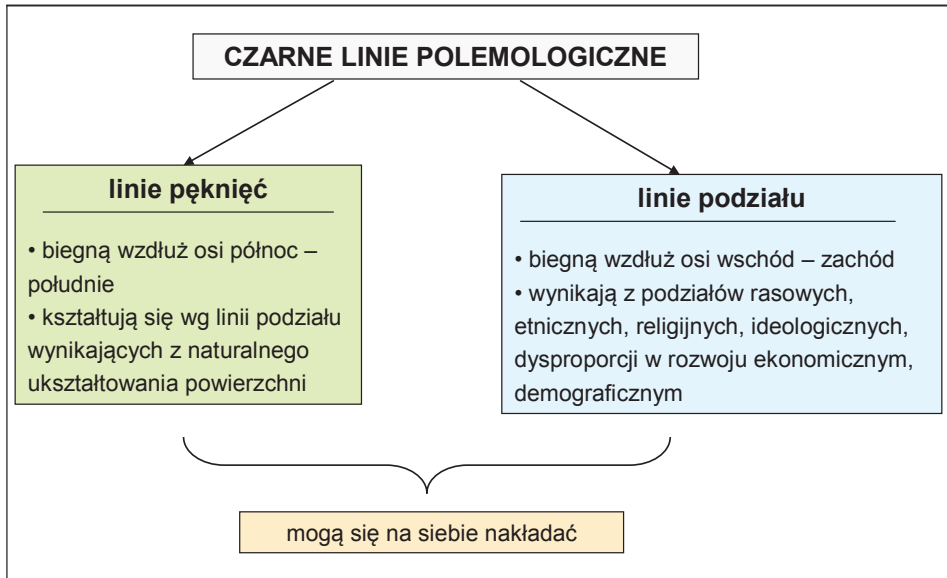 CZARNE LINIE POLEMOLOGICZNE
linie pęknięć
• biegną wzdłuż osi północ –
południe
• kształtują się wg linii podziału
wynikających z naturalnego
ukształtowania powierzchni
linie podziału
• biegną wzdłuż osi wschód – zachód
• wynikają z podziałów rasowych,
etnicznych, religijnych, ideologicznych,
dysproporcji w rozwoju ekonomicznym,
demograficznym
mogą się na siebie nakładać